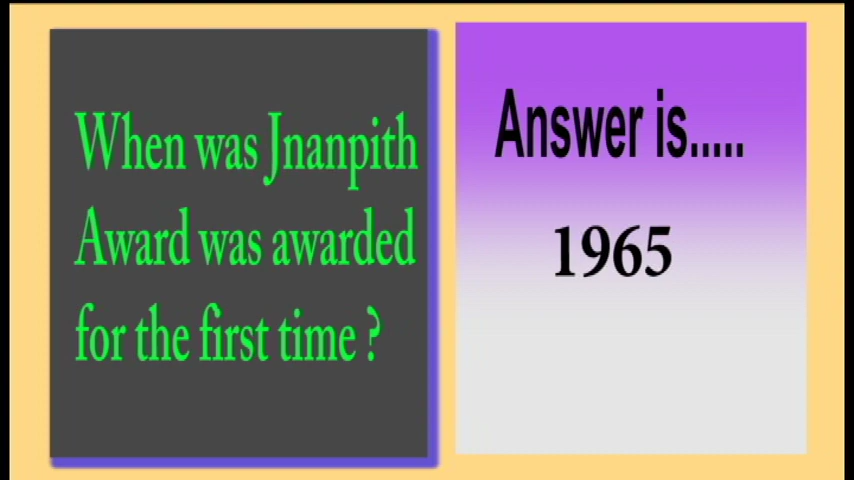 When was Jnanpith
Award was awarded
for the first time ?
Answer is.....
1965